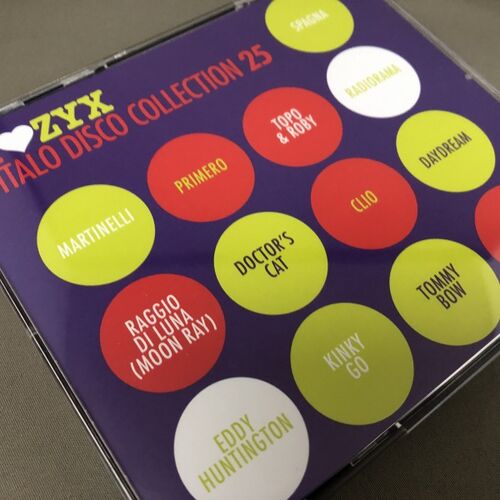 ZYX
ITALO DISCO COLLECTION 25
SPAGNA
RADIORAMA
TOPO
& ROBY
PRIMERO
MARTINELLI
DAYDREAM
CLIO
DOCTOR'S
CAT
RAGGIO
DI LUNA
(MOON RAY)
TOMMY
BOW
KINKY
GO
EDDY
HUNTINGTON